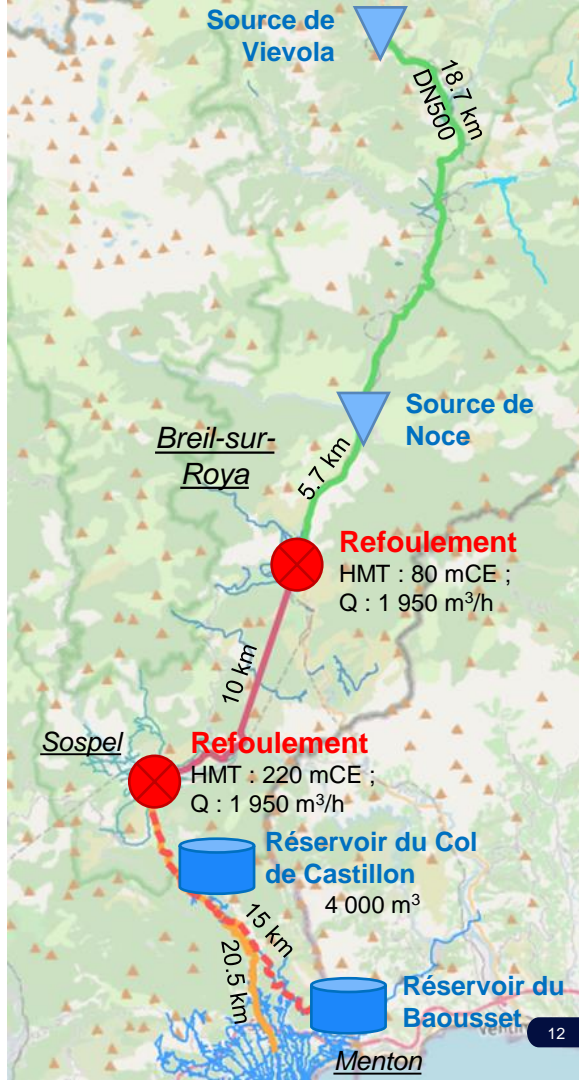 Source de
Vievola
18.7 km
DN500
Source de
Noce
Breil-sur-
Roya
5.7 km
Refoulement
HMT : 80 mCE ;
Q : 1 950 m³/h
10 km
Sospel
Refoulement
HMT : 220 mCE ;
Q : 1 950 m³/h
Réservoir du Col
de Castillon
4 000 m³
15 km
20.5 km
Réservoir du
Baousset
12
Menton